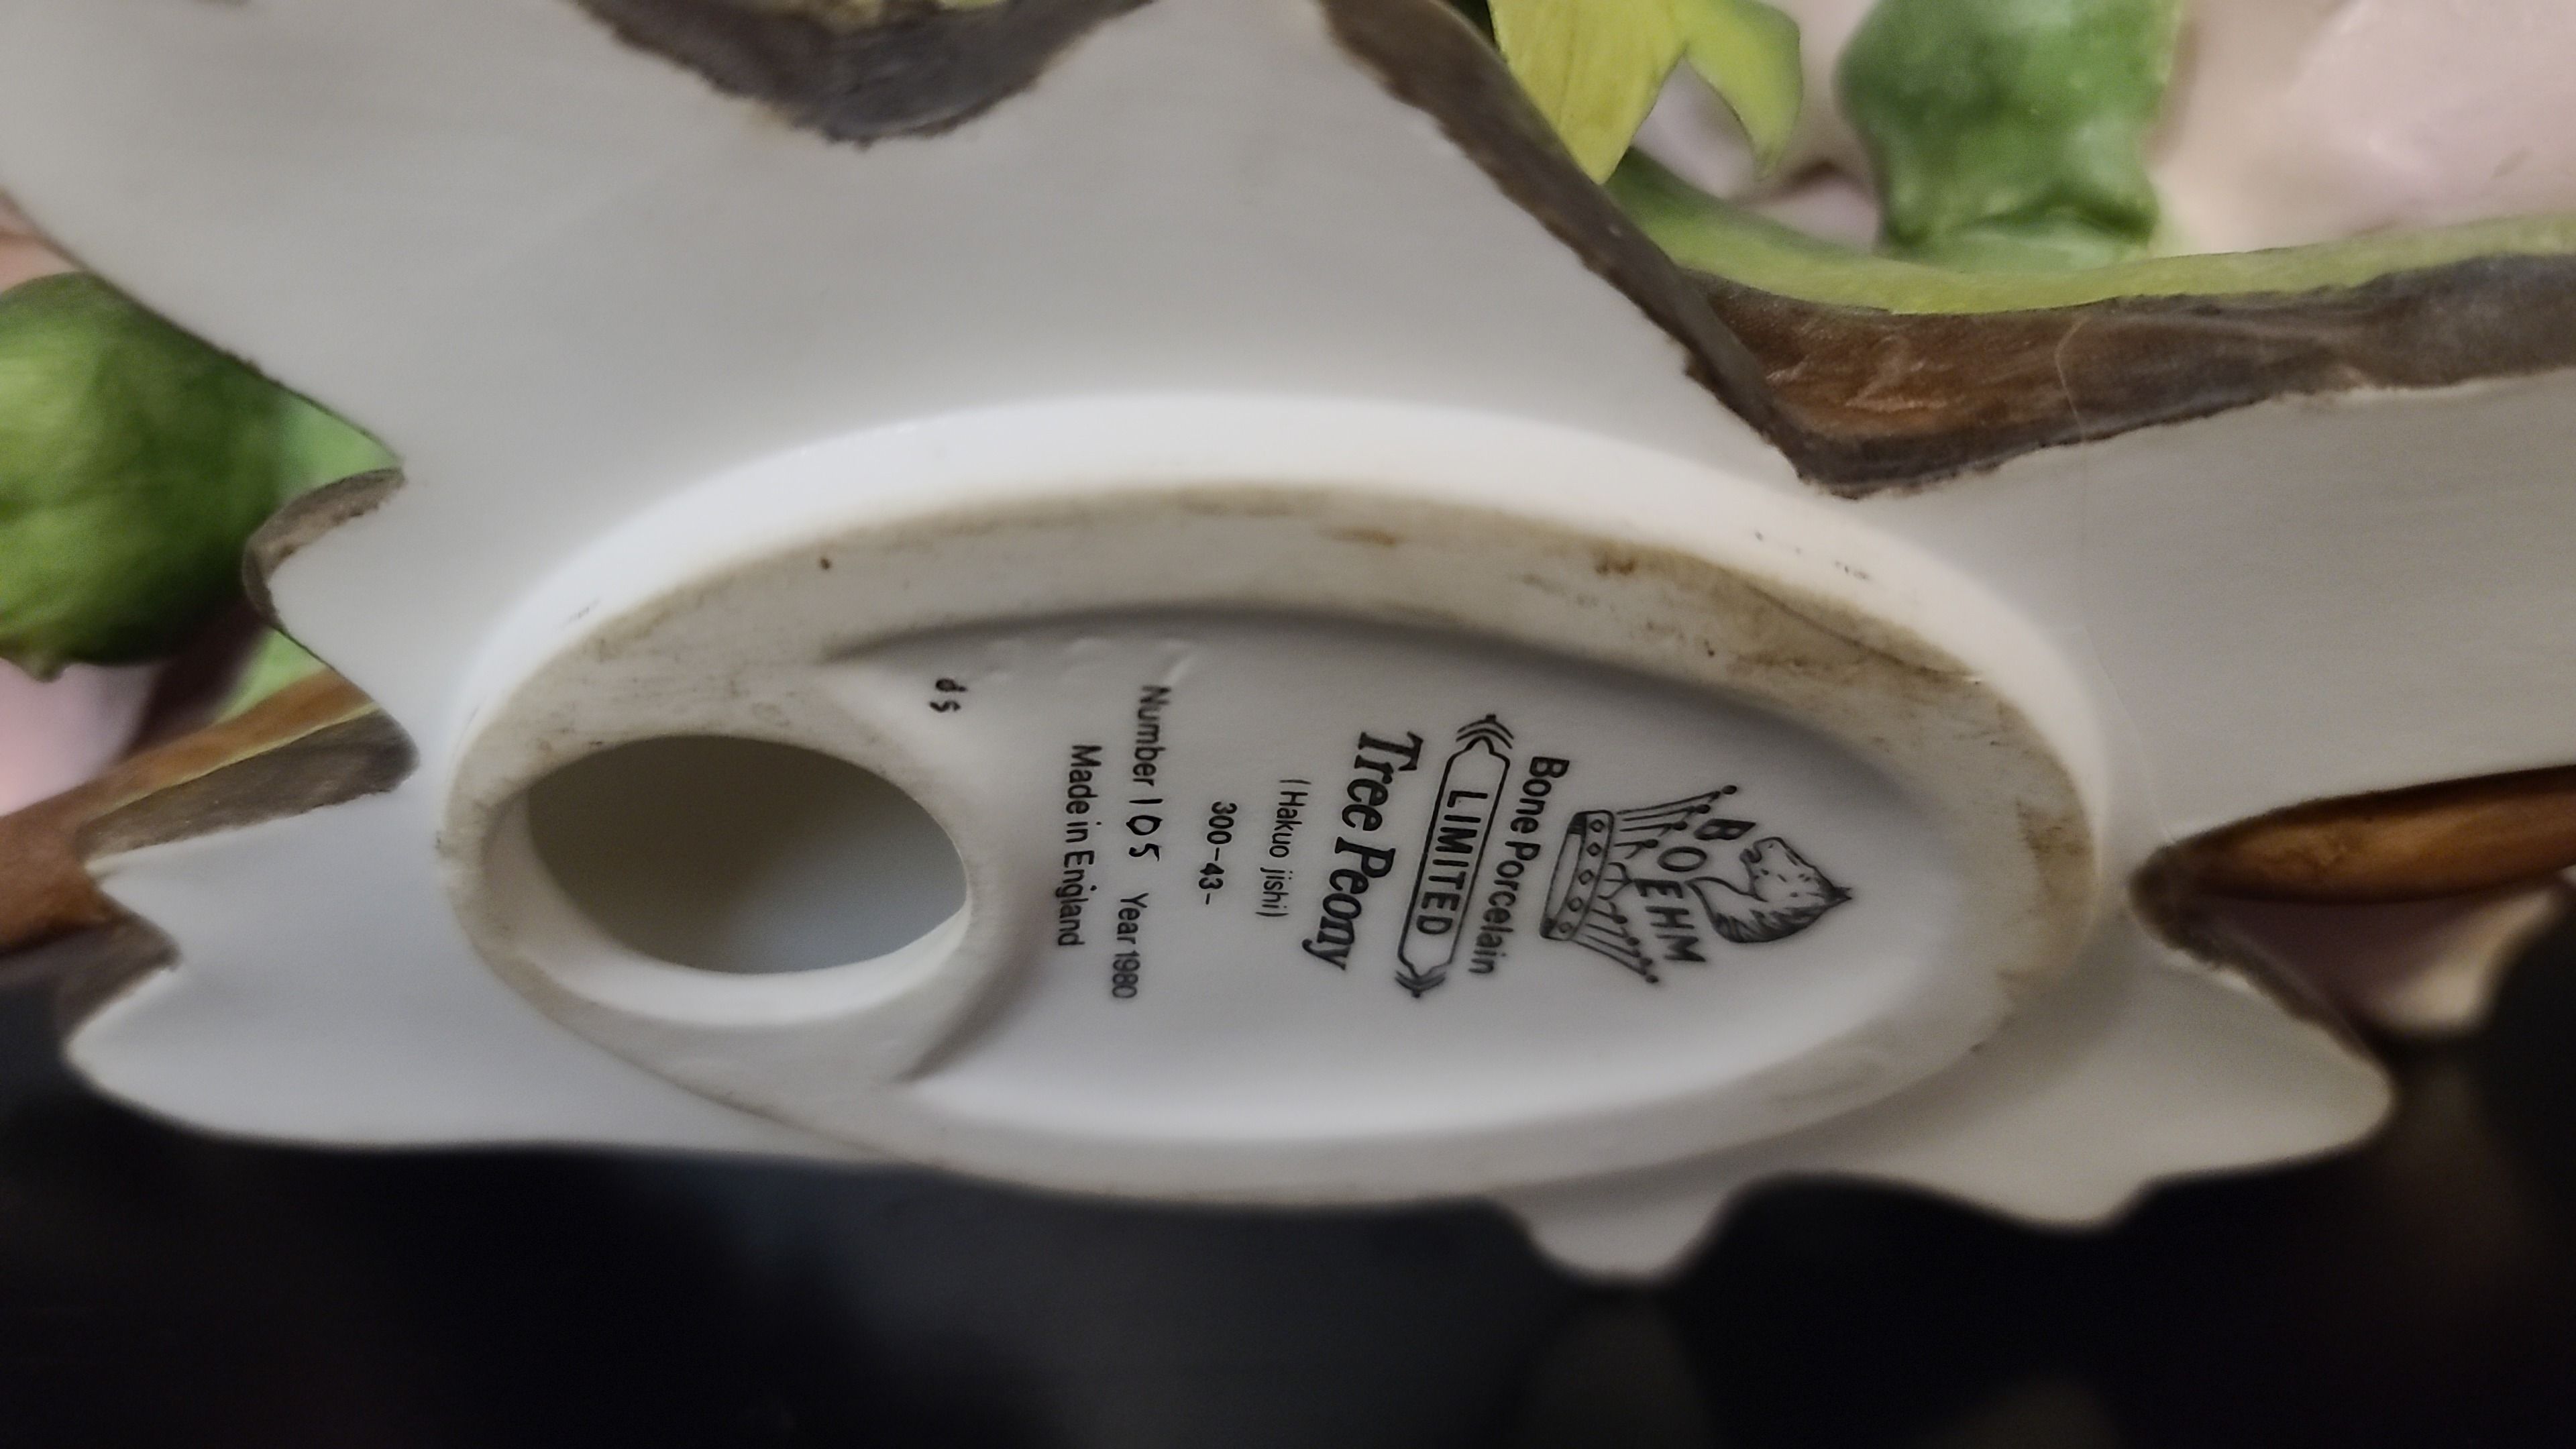 BOEHM
Bone Porcelain
LIMITED
Tree Peony
(Hakuo jishi)
300-43-
Number 105 Year 1980
Made in England
ds